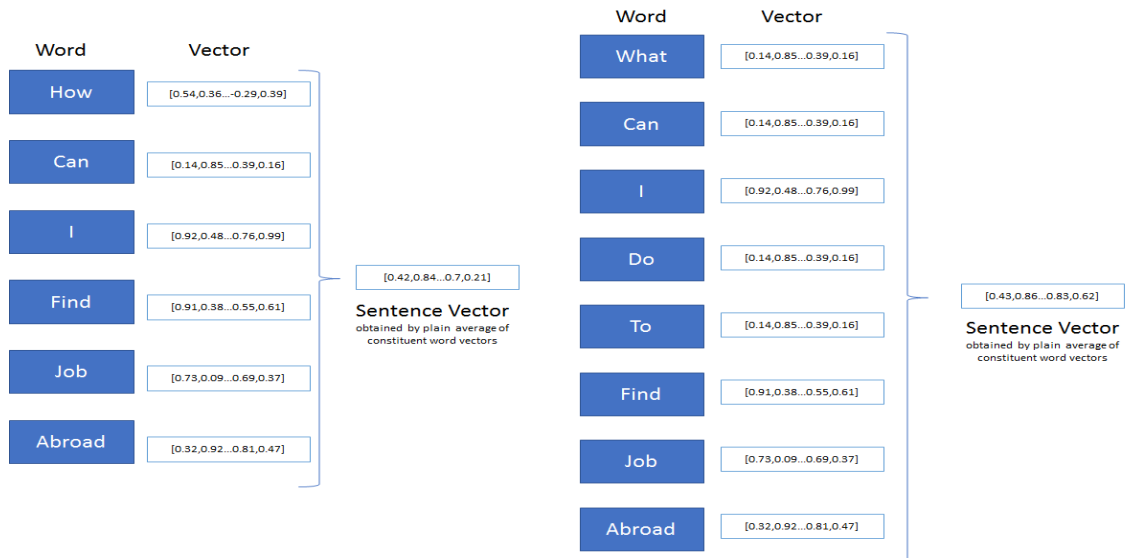 Word Vector
How [0.54,0.36...-0.29,0.39]
Can [0.14,0.85...0.39,0.16]
I [0.92,0.48...0.76,0.99]
Find [0.91,0.38...0.55,0.61]
Job [0.73,0.09...0.69,0.37]
Abroad [0.32,0.92...0.81,0.47]
[0.42,0.84...0.7,0.21]
Sentence Vector
obtained by plain average of
constituent word vectors
Word Vector
What [0.14,0.85...0.39,0.16]
Can [0.14,0.85...0.39,0.16]
I [0.92,0.48...0.76,0.99]
Do [0.14,0.85...0.39,0.16]
To [0.14,0.85...0.39,0.16]
Find [0.91,0.38...0.55,0.61]
Job [0.73,0.09...0.69,0.37]
Abroad [0.32,0.92...0.81,0.47]
[0.43,0.86...0.83,0.62]
Sentence Vector
obtained by plain average of
constituent word vectors